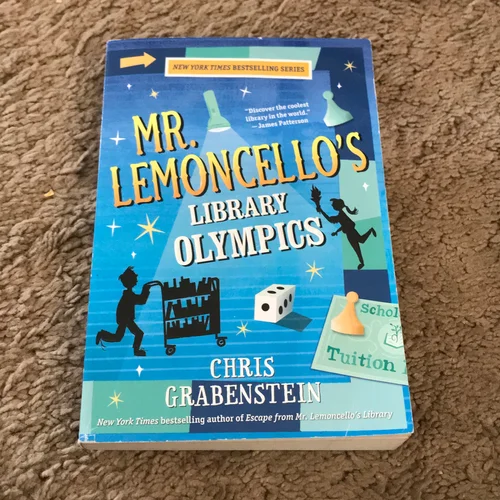 NEW YORK TIMES BESTSELLING SERIES
"Discover the coolest
library in the world."
—James Patterson
MR.
LEMONCELLO'S
LIBRARY
OLYMPICS
Schol
Tuition
CHRIS
GRABENSTEIN
New York Times bestselling author of Escape from Mr. Lemoncello's Library